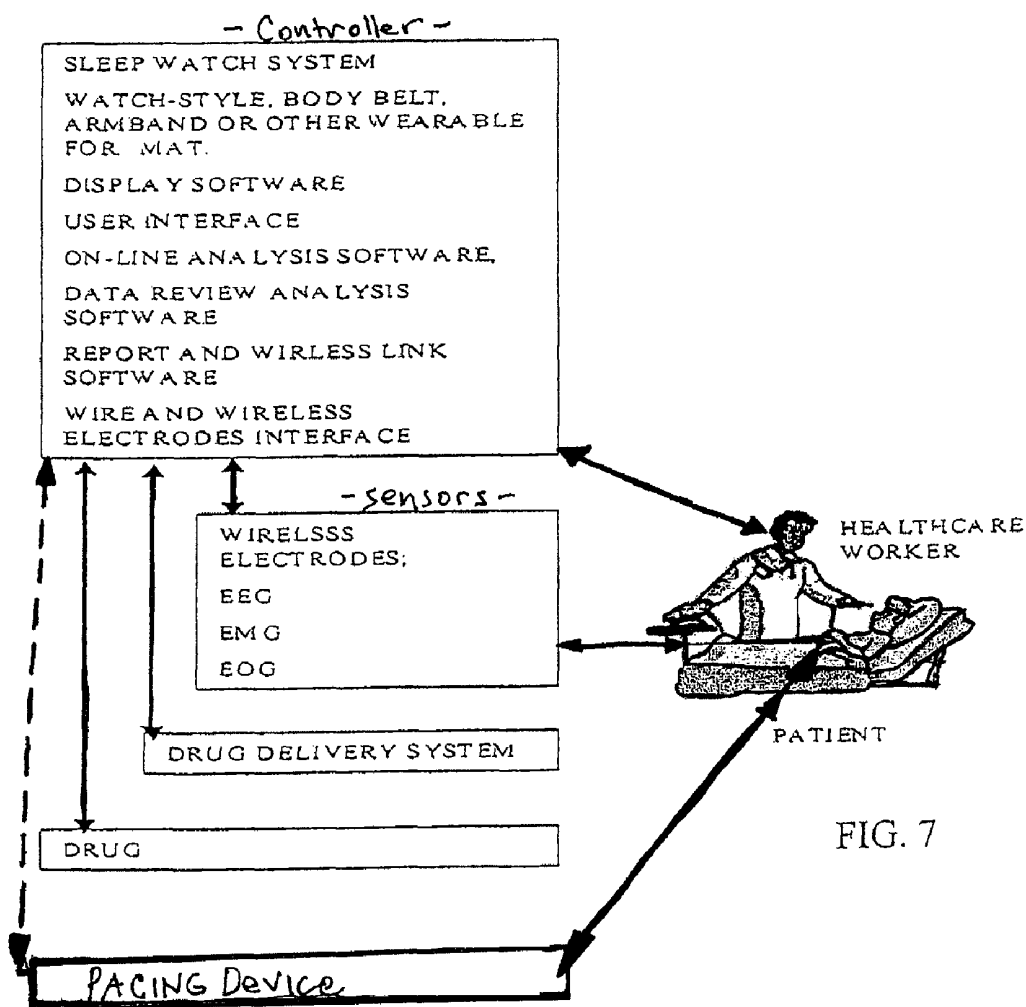 - Controller -
SLEEP WATCH SYSTEM
WATCH-STYLE, BODY BELT,
ARMBAND OR OTHER WEARABLE
FOR MAT.
DISPLAY SOFTWARE
USER INTERFACE
ON-LINE ANALYSIS SOFTWARE,
DATA REVIEW ANALYSIS
SOFTWARE
REPORT AND WIRLESS LINK
SOFTWARE
WIRE AND WIRELESS
ELECTRODES INTERFACE
- sensors -
WIRELSSS
ELECTRODES;
EEG
EMG
EOG
HEALTHCARE
WORKER
PATIENT
DRUG DELIVERY SYSTEM
DRUG
FIG. 7
PACING Device